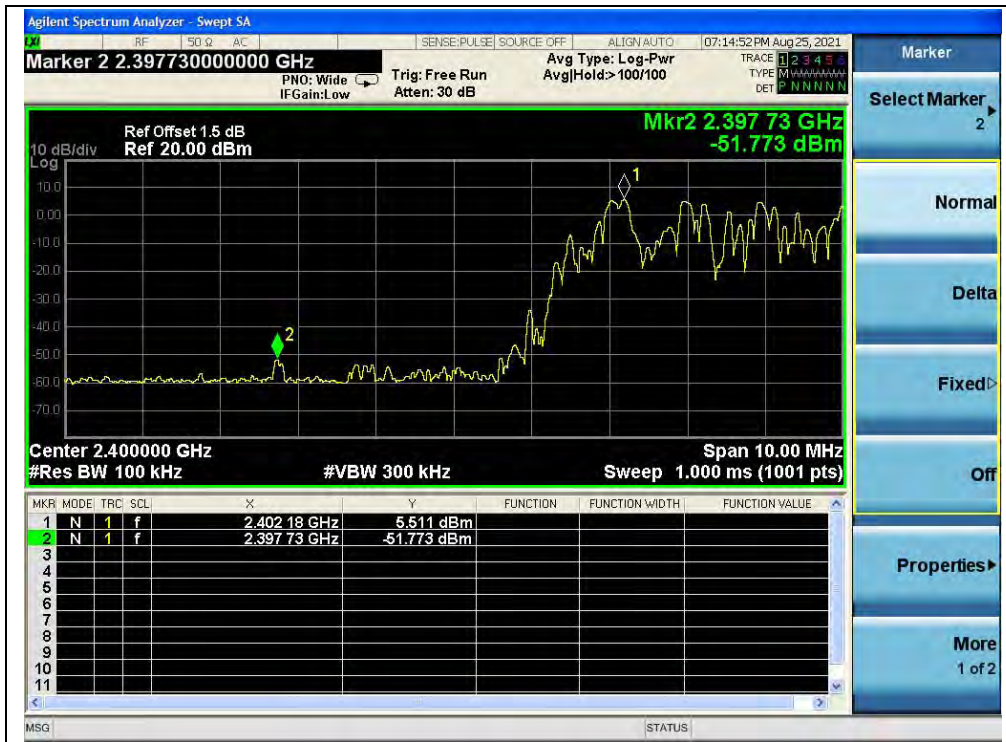 Agilent Spectrum Analyzer - Swept SA
LXI RF 50 Ω AC SENSE:PULSE SOURCE OFF ALIGN AUTO 07:14:52 PM Aug 25, 2021
Marker 2 2.397730000000 GHz
PNO: Wide
IFGain:Low
Trig: Free Run
Atten: 30 dB
Avg Type: Log-Pwr
Avg|Hold:>100/100
TRACE 1 2 3 4 5 6
TYPE M
DET P N N N N N
Mkr2 2.397 73 GHz
-51.773 dBm
Ref Offset 1.5 dB
10 dB/div Ref 20.00 dBm
Log
10.0
0.00
-10.0
-20.0
-30.0
-40.0
-50.0
-60.0
-70.0
1
2
Center 2.400000 GHz Span 10.00 MHz
#Res BW 100 kHz #VBW 300 kHz Sweep 1.000 ms (1001 pts)
MKR MODE TRC SCL X Y FUNCTION FUNCTION WIDTH FUNCTION VALUE
1 N 1 f 2.402 18 GHz 5.511 dBm
2 N 1 f 2.397 73 GHz -51.773 dBm
3
4
5
6
7
8
9
10
11
MSG STATUS
Marker
Select Marker
2
Normal
Delta
Fixed
Off
Properties
More
1 of 2